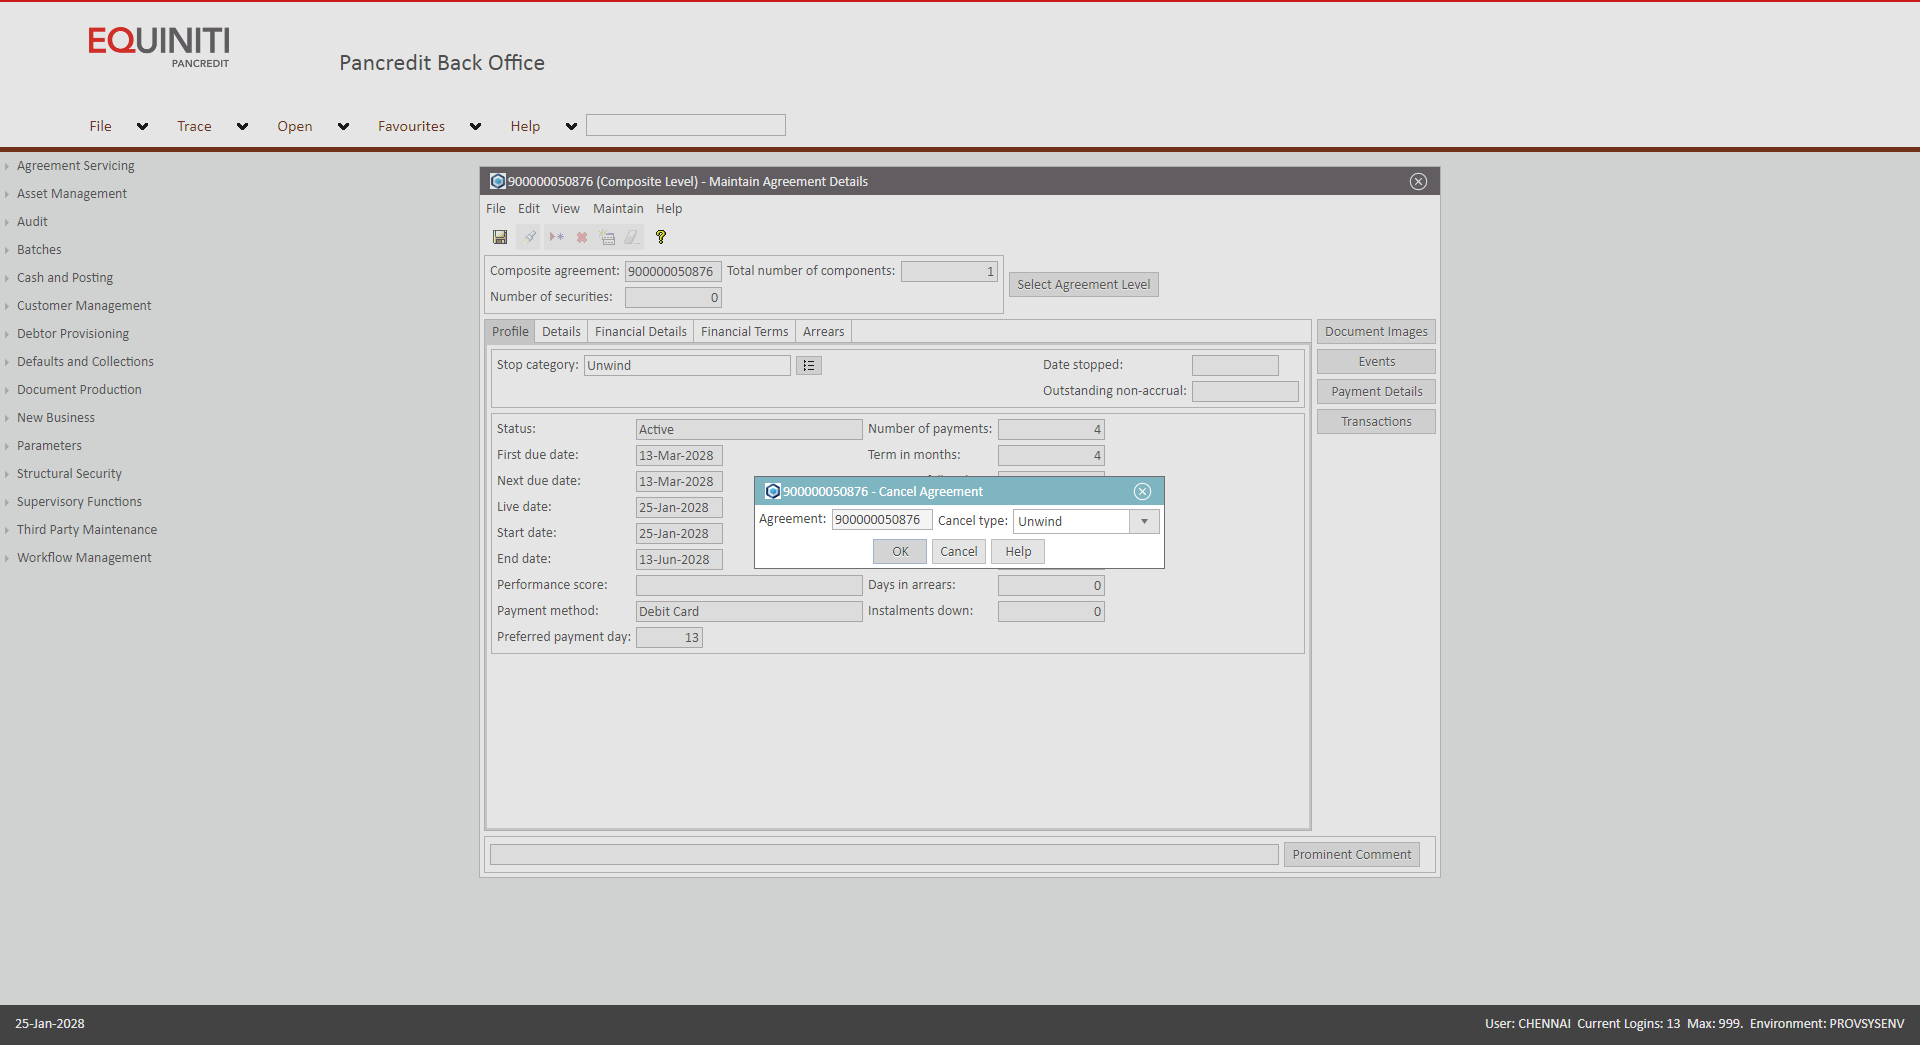 EQUINITI
PANCREDIT
Pancredit Back Office
File Trace Open Favourites Help
Agreement Servicing
Asset Management
Audit
Batches
Cash and Posting
Customer Management
Debtor Provisioning
Defaults and Collections
Document Production
New Business
Parameters
Structural Security
Supervisory Functions
Third Party Maintenance
Workflow Management
900000050876 (Composite Level) - Maintain Agreement Details
File Edit View Maintain Help
Composite agreement: 900000050876 Total number of components: 1
Number of securities: 0
Select Agreement Level
Profile Details Financial Details Financial Terms Arrears
Stop category: Unwind Date stopped:
Outstanding non-accrual:
Document Images
Events
Payment Details
Transactions
Status: Active Number of payments: 4
First due date: 13-Mar-2028 Term in months: 4
Next due date: 13-Mar-2028
Live date: 25-Jan-2028
Start date: 25-Jan-2028
End date: 13-Jun-2028
Performance score: Days in arrears: 0
Payment method: Debit Card Instalments down: 0
Preferred payment day: 13
900000050876 - Cancel Agreement
Agreement: 900000050876 Cancel type: Unwind
OK Cancel Help
Prominent Comment
25-Jan-2028
User: CHENNAI Current Logins: 13 Max: 999. Environment: PROVSYSENV